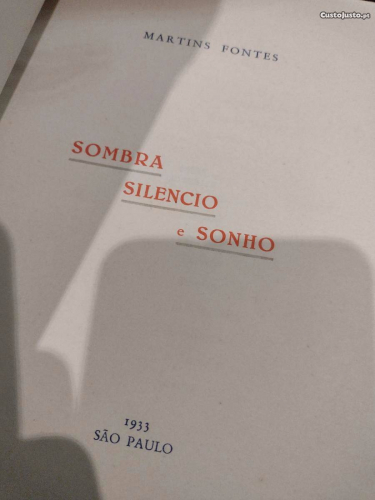 CustoJusto.pt
MARTINS FONTES
SOMBRA
SILENCIO
e SONHO
1933
SÃO PAULO